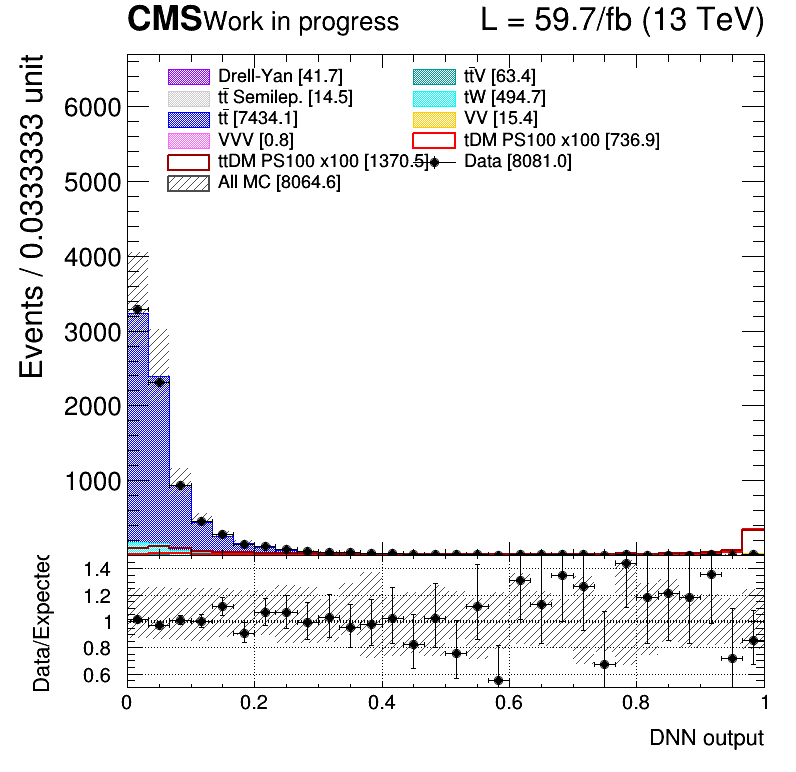 CMS Work in progress L = 59.7/fb (13 TeV)
Drell-Yan [41.7] tt̄V [63.4]
tt̄ Semilep. [14.5] tW [494.7]
tt̄ [7434.1] VV [15.4]
VVV [0.8] tDM PS100 x100 [736.9]
ttDM PS100 x100 [1370.5] Data [8081.0]
All MC [8064.6]
Events / 0.0333333 unit
6000
5000
4000
3000
2000
1000
Data/Expected
1.4
1.2
1
0.8
0.6
0 0.2 0.4 0.6 0.8 1
DNN output